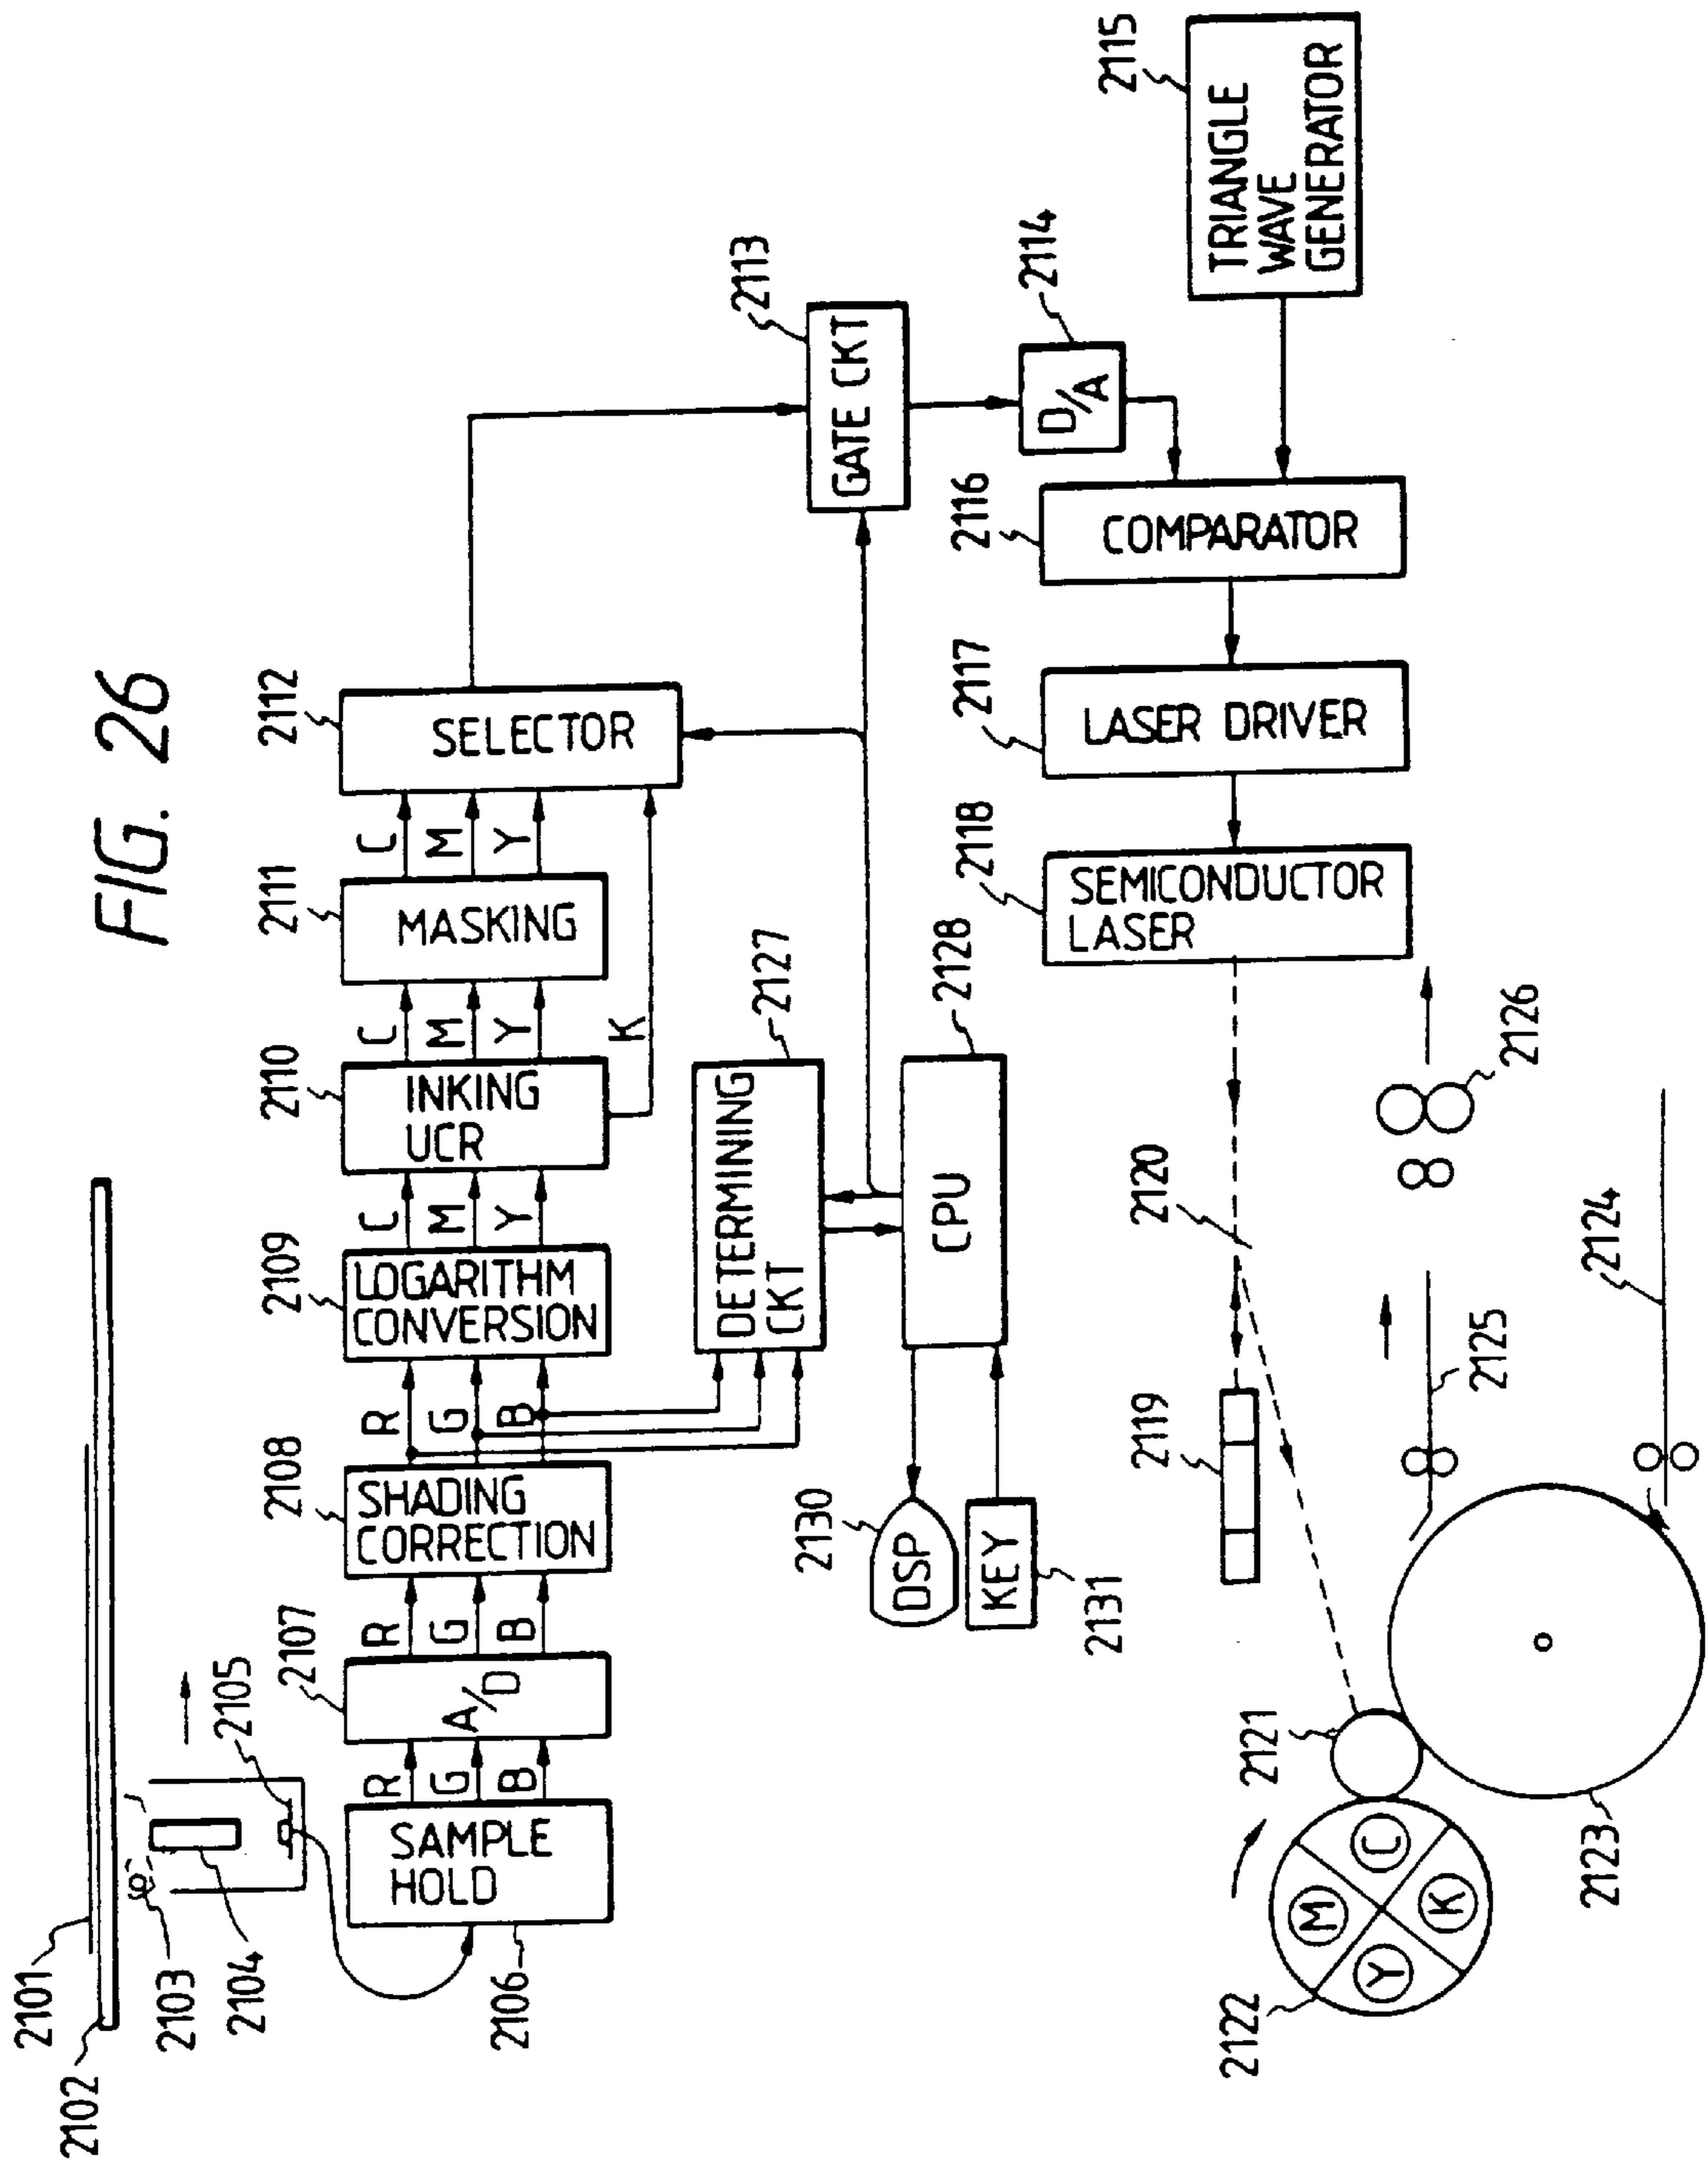 FIG. 26
2101
2102
2103
2104
2105
2106
SAMPLE
HOLD
R
G
B
2107
A/D
R
G
B
2108
SHADING
CORRECTION
R
G
B
2109
LOGARITHM
CONVERSION
C
M
Y
2110
INKING
UCR
C
M
Y
K
2111
MASKING
C
M
Y
2112
SELECTOR
2127
DETERMINING
CKT
2128
CPU
2130
DSP
KEY
2131
2113
GATE CKT
2114
D/A
2115
TRIANGLE
WAVE
GENERATOR
2116
COMPARATOR
2117
LASER DRIVER
2118
SEMICONDUCTOR
LASER
2119
2120
2121
2122
M
C
Y
K
2123
2124
2125
2126